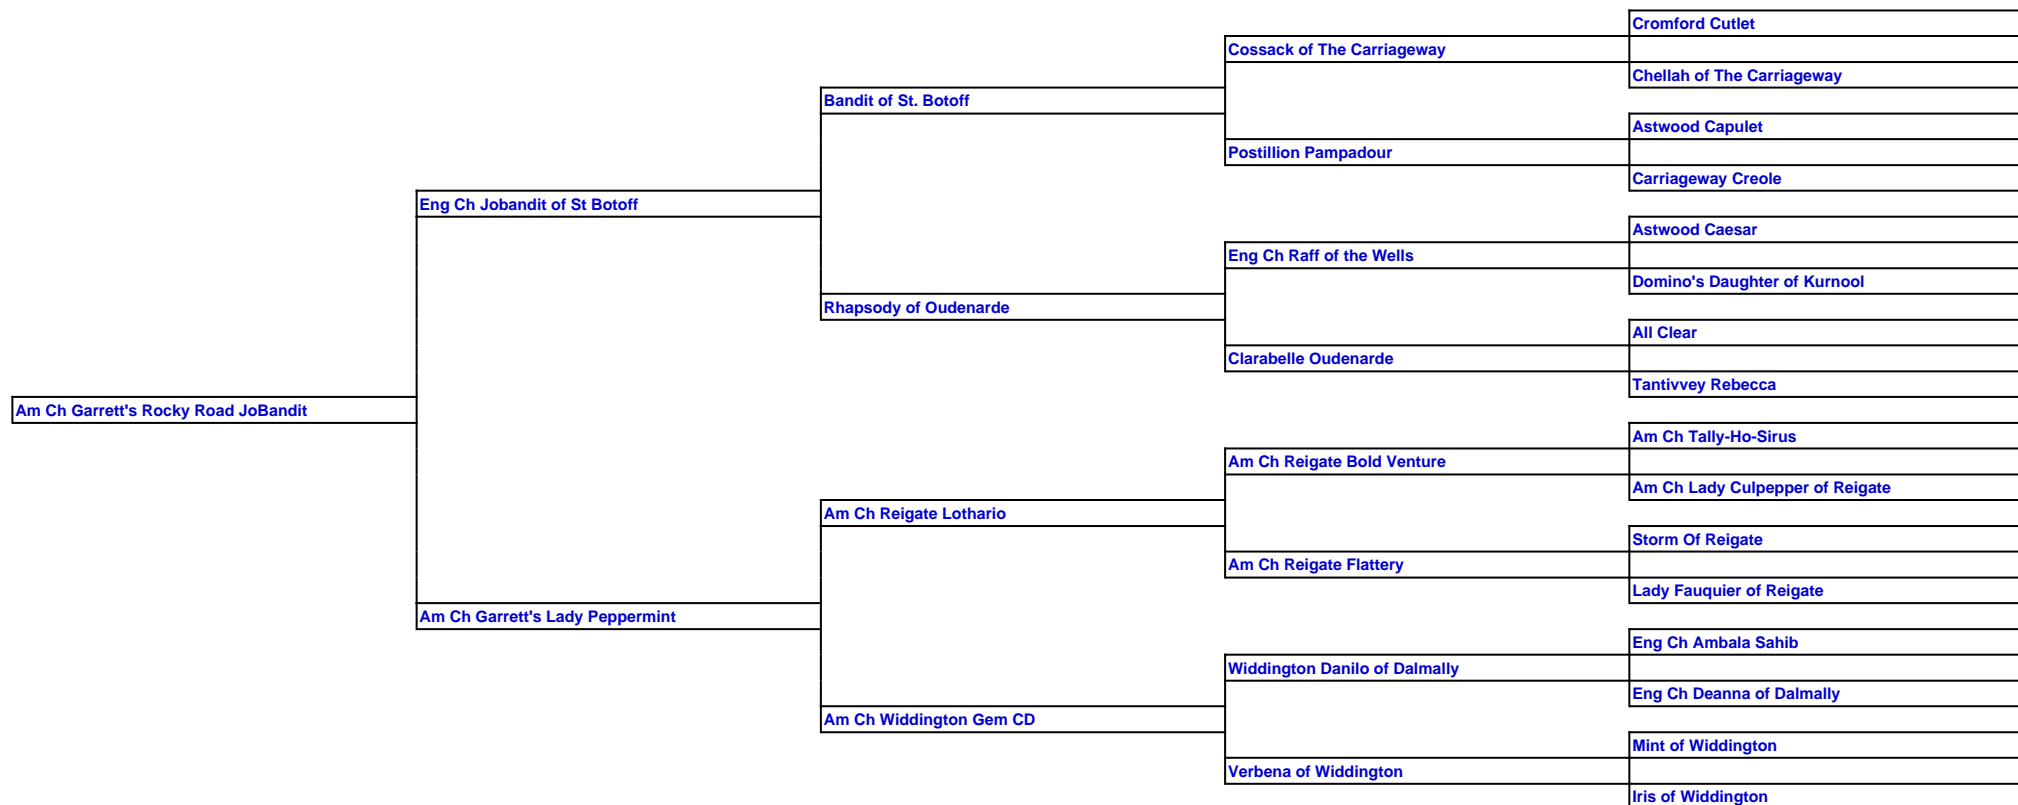 Cromford Cutlet
Cossack of The Carriageway
Chellah of The Carriageway
Bandit of St. Botoff
Astwood Capulet
Postillion Pampadour
Carriageway Creole
Eng Ch Jobandit of St Botoff
Astwood Caesar
Eng Ch Raff of the Wells
Domino's Daughter of Kurnool
Rhapsody of Oudenarde
All Clear
Clarabelle Oudenarde
Tantivvey Rebecca
Am Ch Garrett's Rocky Road JoBandit
Am Ch Tally-Ho-Sirus
Am Ch Reigate Bold Venture
Am Ch Lady Culpepper of Reigate
Am Ch Reigate Lothario
Storm Of Reigate
Am Ch Reigate Flattery
Lady Fauquier of Reigate
Am Ch Garrett's Lady Peppermint
Eng Ch Ambala Sahib
Widdington Danilo of Dalmally
Eng Ch Deanna of Dalmally
Am Ch Widdington Gem CD
Mint of Widdington
Verbena of Widdington
Iris of Widdington